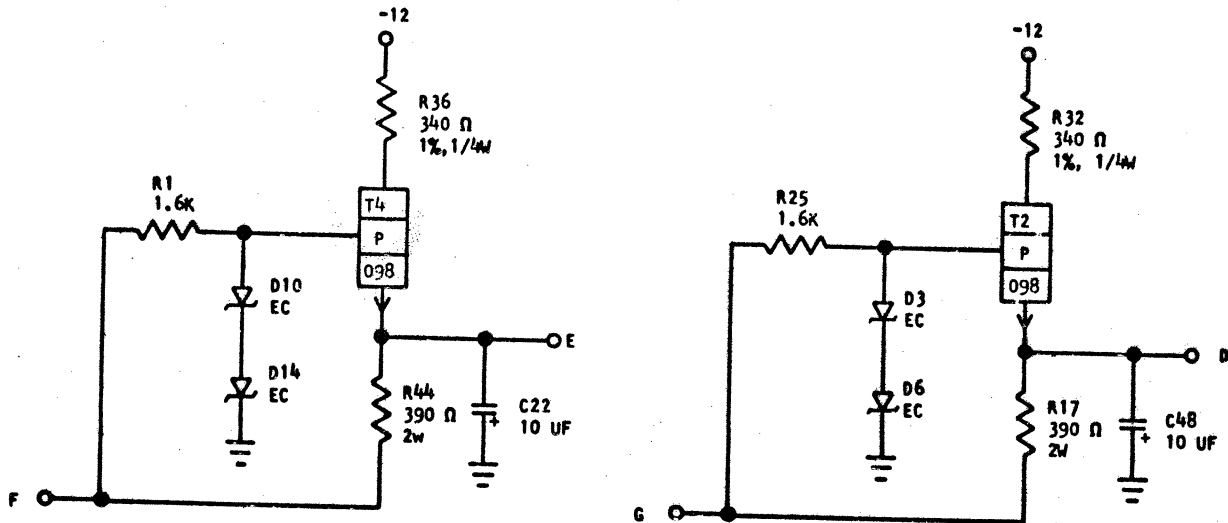 -12
R36
340 Ω
1%, 1/4W
R1
1.6K
T4
P
098
D10
EC
D14
EC
E
R44
390 Ω
2W
C22
10 UF
+
F
-12
R32
340 Ω
1%, 1/4W
R25
1.6K
T2
P
098
D3
EC
D6
EC
D
R17
390 Ω
2W
C48
10 UF
+
G